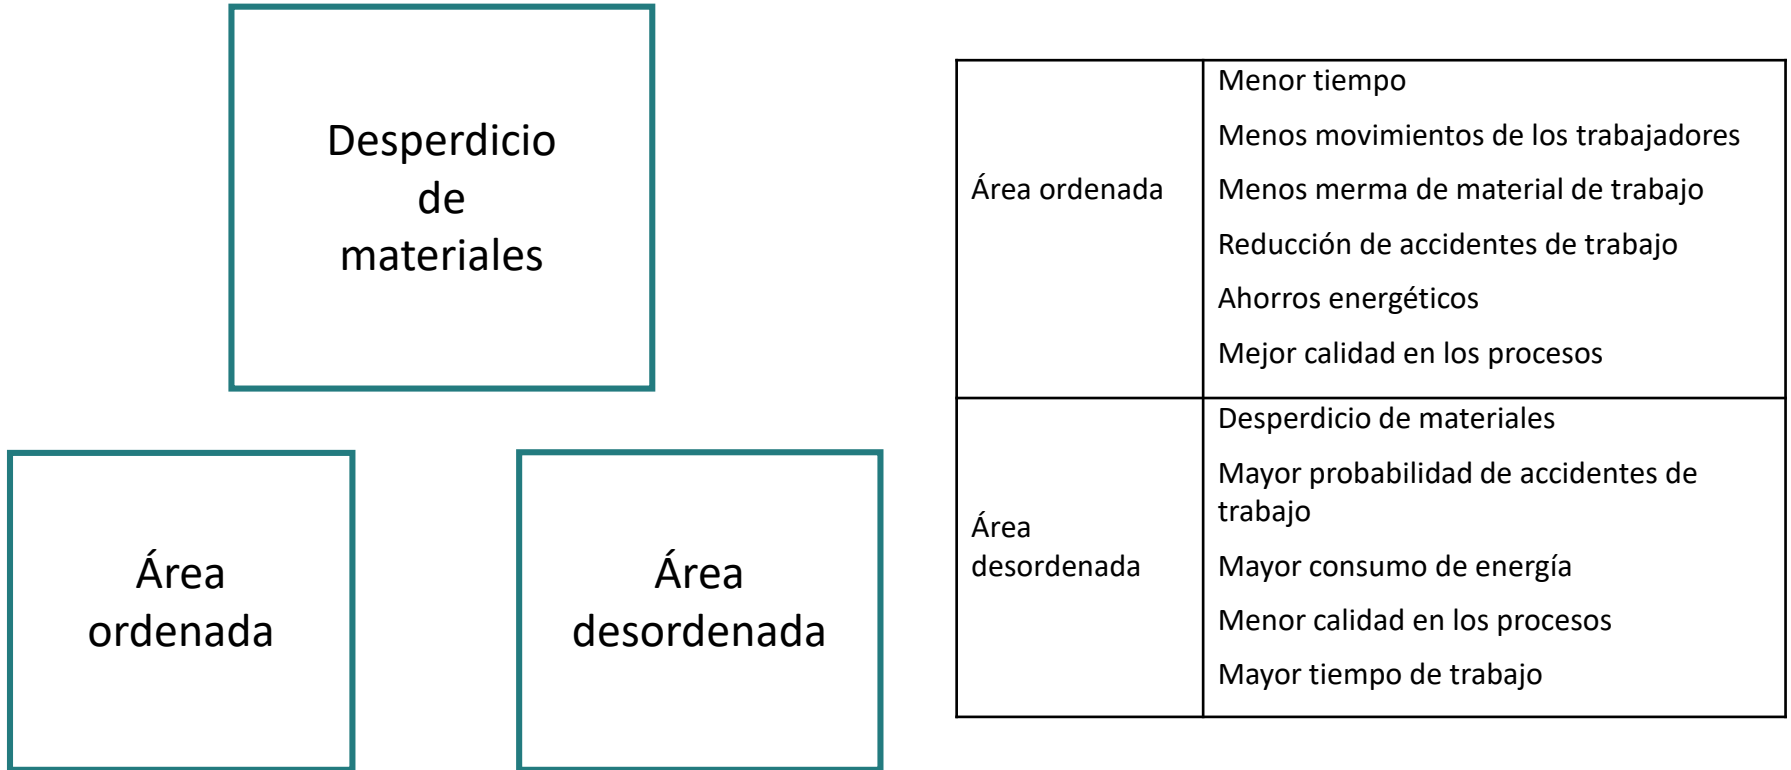 Desperdicio
de
materiales
Área
ordenada
Área
desordenada
Área ordenada
Menor tiempo
Menos movimientos de los trabajadores
Menos merma de material de trabajo
Reducción de accidentes de trabajo
Ahorros energéticos
Mejor calidad en los procesos
Área
desordenada
Desperdicio de materiales
Mayor probabilidad de accidentes de
trabajo
Mayor consumo de energía
Menor calidad en los procesos
Mayor tiempo de trabajo